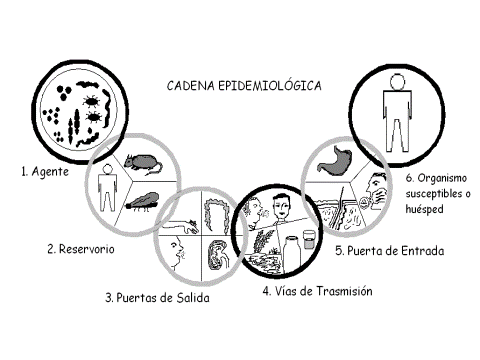 CADENA EPIDEMIOLÓGICA
1. Agente
2. Reservorio
3. Puertas de Salida
4. Vías de Trasmisión
5. Puerta de Entrada
6. Organismo
susceptibles o
huésped